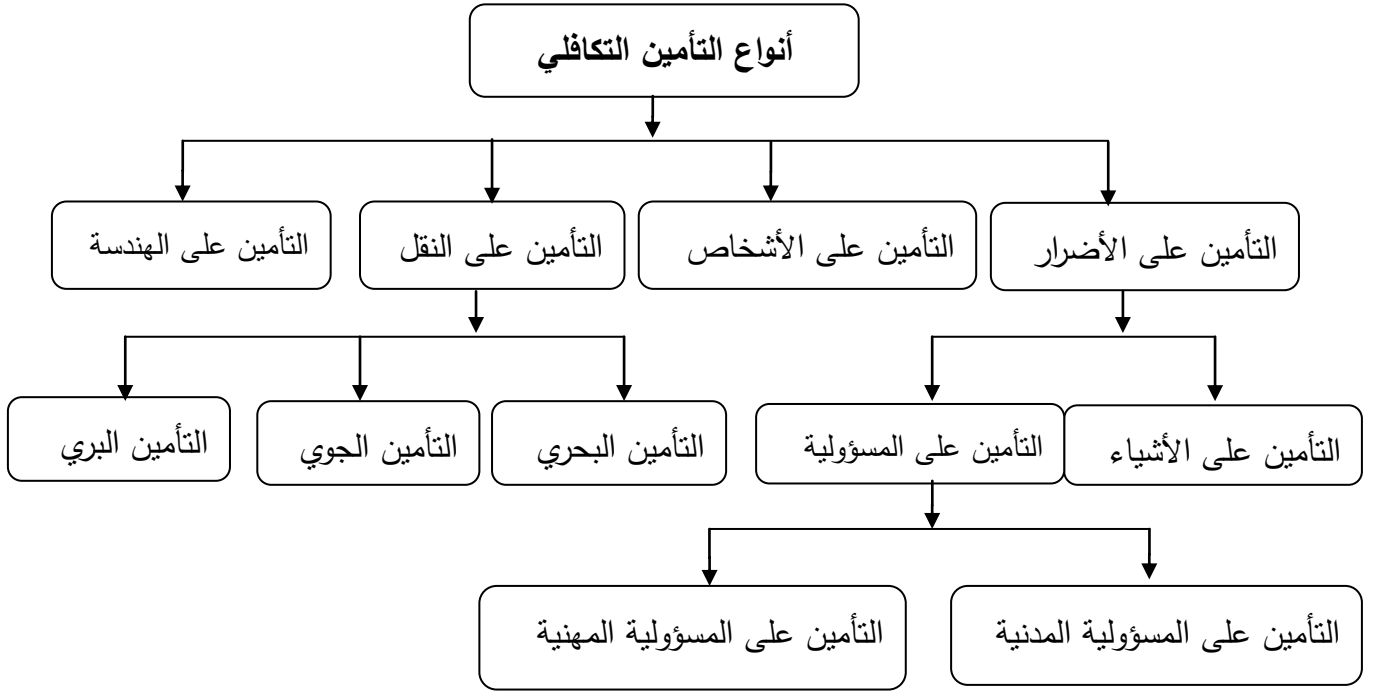 أنواع التأمين التكافلي
التأمين على الأضرار
التأمين على الأشخاص
التأمين على النقل
التأمين على الهندسة
التأمين على الأشياء
التأمين على المسؤولية
التأمين البحري
التأمين الجوي
التأمين البري
التأمين على المسؤولية المدنية
التأمين على المسؤولية المهنية